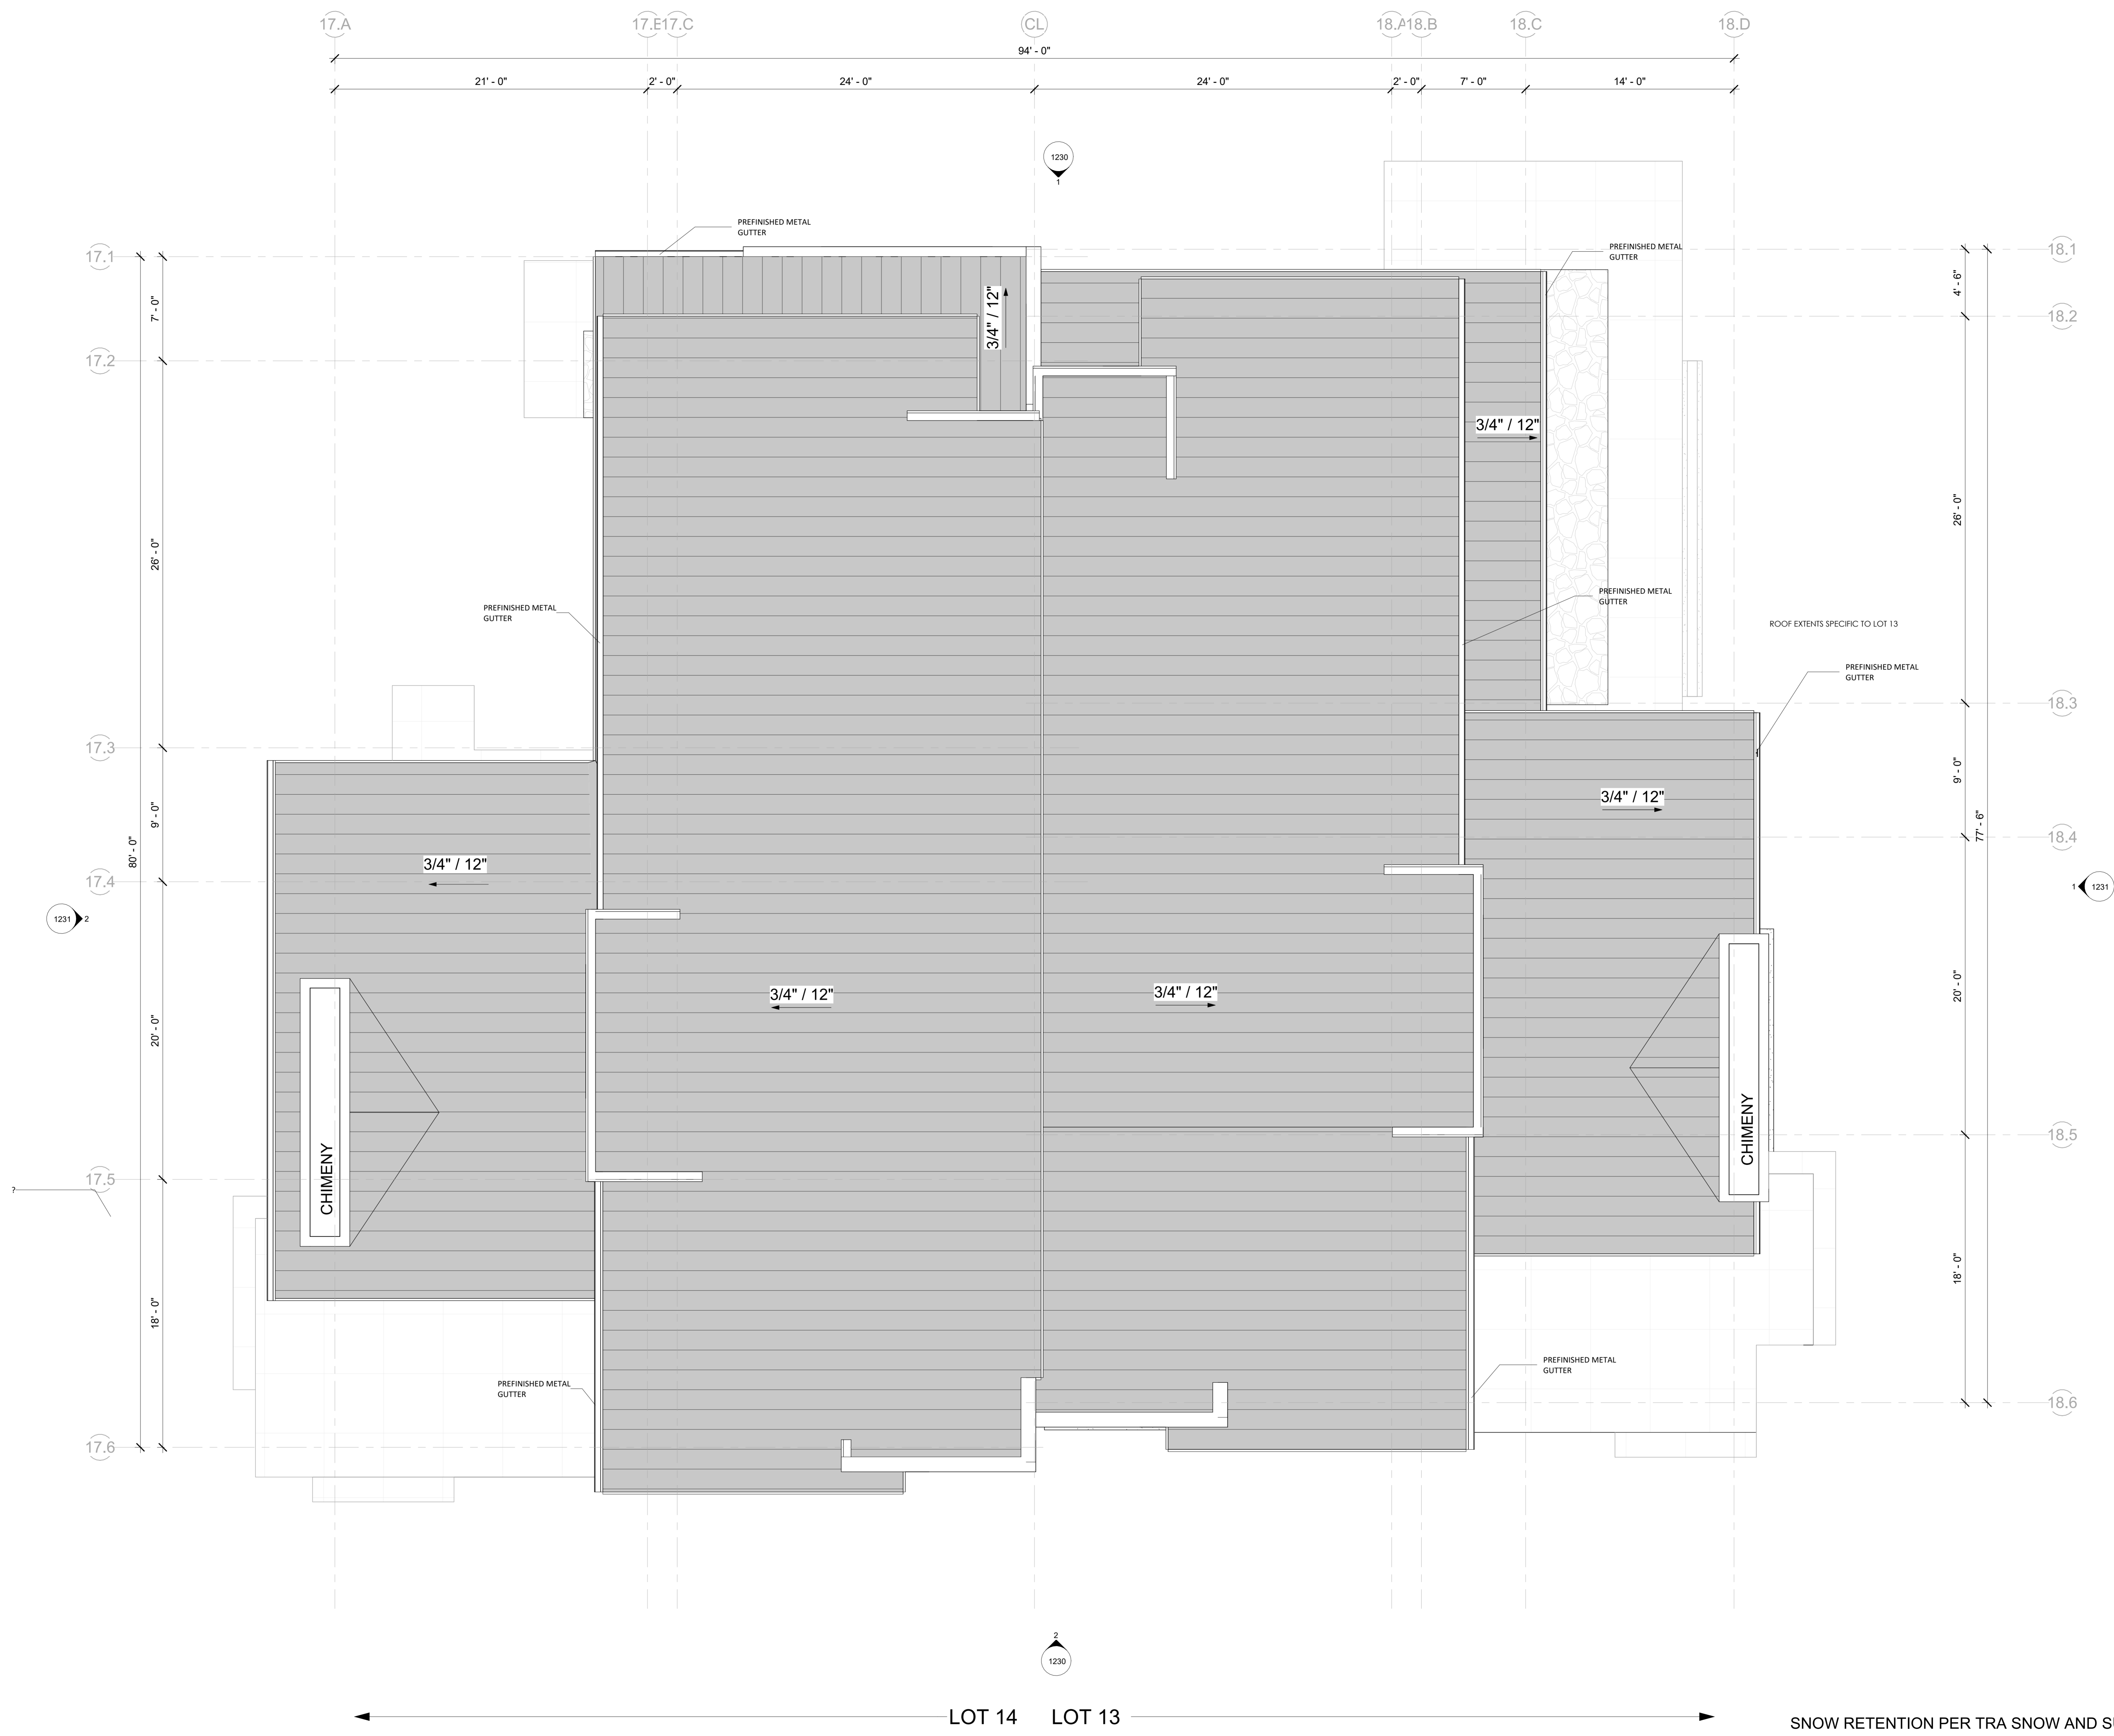 17.A
17.B
17.C
CL
18.A
18.B
18.C
18.D
94' - 0"
21' - 0"
2' - 0"
24' - 0"
24' - 0"
2' - 0"
7' - 0"
14' - 0"
1230
1
PREFINISHED METAL
GUTTER
PREFINISHED METAL
GUTTER
17.1
18.1
4' - 6"
7' - 0"
3/4" / 12"
18.2
17.2
3/4" / 12"
26' - 0"
26' - 0"
PREFINISHED METAL
GUTTER
PREFINISHED METAL
GUTTER
ROOF EXTENTS SPECIFIC TO LOT 13
PREFINISHED METAL
GUTTER
18.3
17.3
9' - 0"
3/4" / 12"
9' - 0"
77' - 6"
18.4
80' - 0"
3/4" / 12"
17.4
1231
2
1
1231
3/4" / 12"
3/4" / 12"
20' - 0"
20' - 0"
CHIMENY
CHIMENY
18.5
17.5
?
18' - 0"
18' - 0"
PREFINISHED METAL
GUTTER
PREFINISHED METAL
GUTTER
18.6
17.6
2
1230
LOT 14
LOT 13
SNOW RETENTION PER TRA SNOW AND